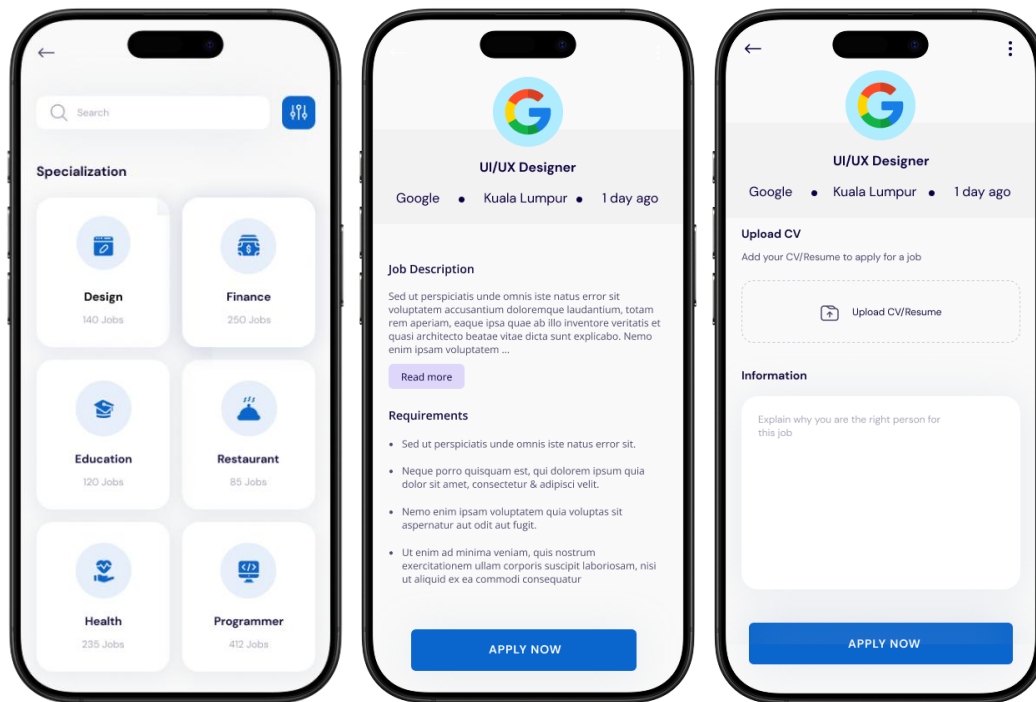 Search
Specialization
Design
140 Jobs
Finance
250 Jobs
Education
120 Jobs
Restaurant
85 Jobs
Health
235 Jobs
Programmer
412 Jobs
G
UI/UX Designer
Google • Kuala Lumpur • 1 day ago
Job Description
Sed ut perspiciatis unde omnis iste natus error sit
voluptatem accusantium doloremque laudantium, totam
rem aperiam, eaque ipsa quae ab illo inventore veritatis et
quasi architecto beatae vitae dicta sunt explicabo. Nemo
enim ipsam voluptatem ...
Read more
Requirements
• Sed ut perspiciatis unde omnis iste natus error sit.
• Neque porro quisquam est, qui dolorem ipsum quia
dolor sit amet, consectetur & adipisci velit.
• Nemo enim ipsam voluptatem quia voluptas sit
aspernatur aut odit aut fugit.
• Ut enim ad minima veniam, quis nostrum
exercitationem ullam corporis suscipit laboriosam, nisi
ut aliquid ex ea commodi consequatur
APPLY NOW
G
UI/UX Designer
Google • Kuala Lumpur • 1 day ago
Upload CV
Add your CV/Resume to apply for a job
Upload CV/Resume
Information
Explain why you are the right person for
this job
APPLY NOW